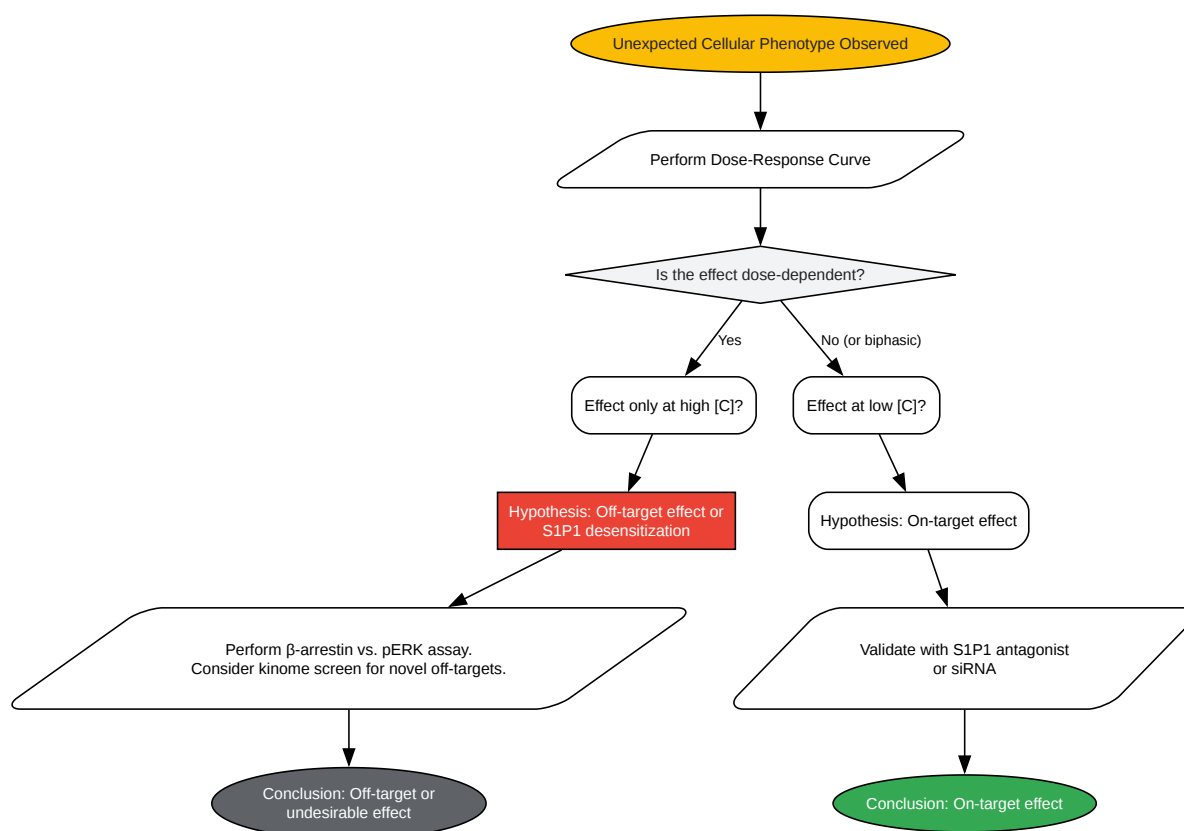 Unexpected Cellular Phenotype Observed
Perform Dose-Response Curve
Is the effect dose-dependent?
Yes
No (or biphasic)
Effect only at high [C]?
Effect at low [C]?
Hypothesis: Off-target effect or
S1P1 desensitization
Hypothesis: On-target effect
Perform β-arrestin vs. pERK assay.
Consider kinome screen for novel off-targets.
Validate with S1P1 antagonist
or siRNA
Conclusion: Off-target or
undesirable effect
Conclusion: On-target effect